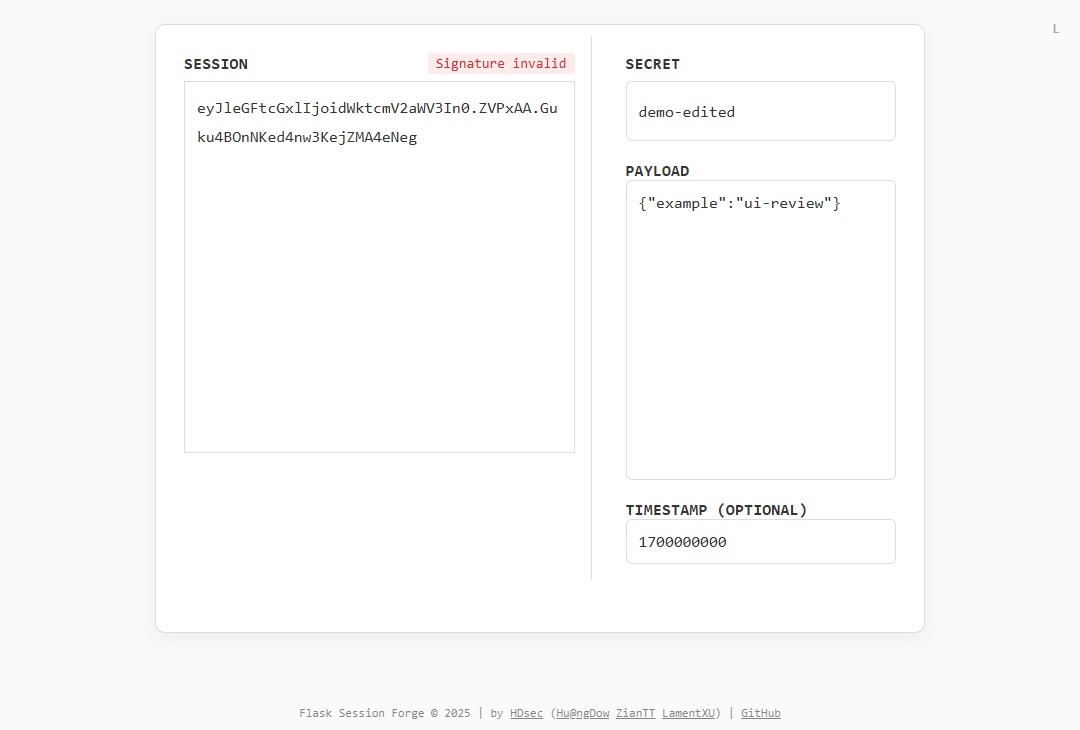 L
SESSION
Signature invalid
eyJleGFtcGxlIjoidWktcmV2aWV3In0.ZVPxAA.Gu
ku4BOnNKed4nw3KejZMA4eNeg
SECRET
demo-edited
PAYLOAD
{"example":"ui-review"}
TIMESTAMP (OPTIONAL)
1700000000
Flask Session Forge © 2025 | by HDsec (Hu@ngDow ZianTT LamentXU) | GitHub